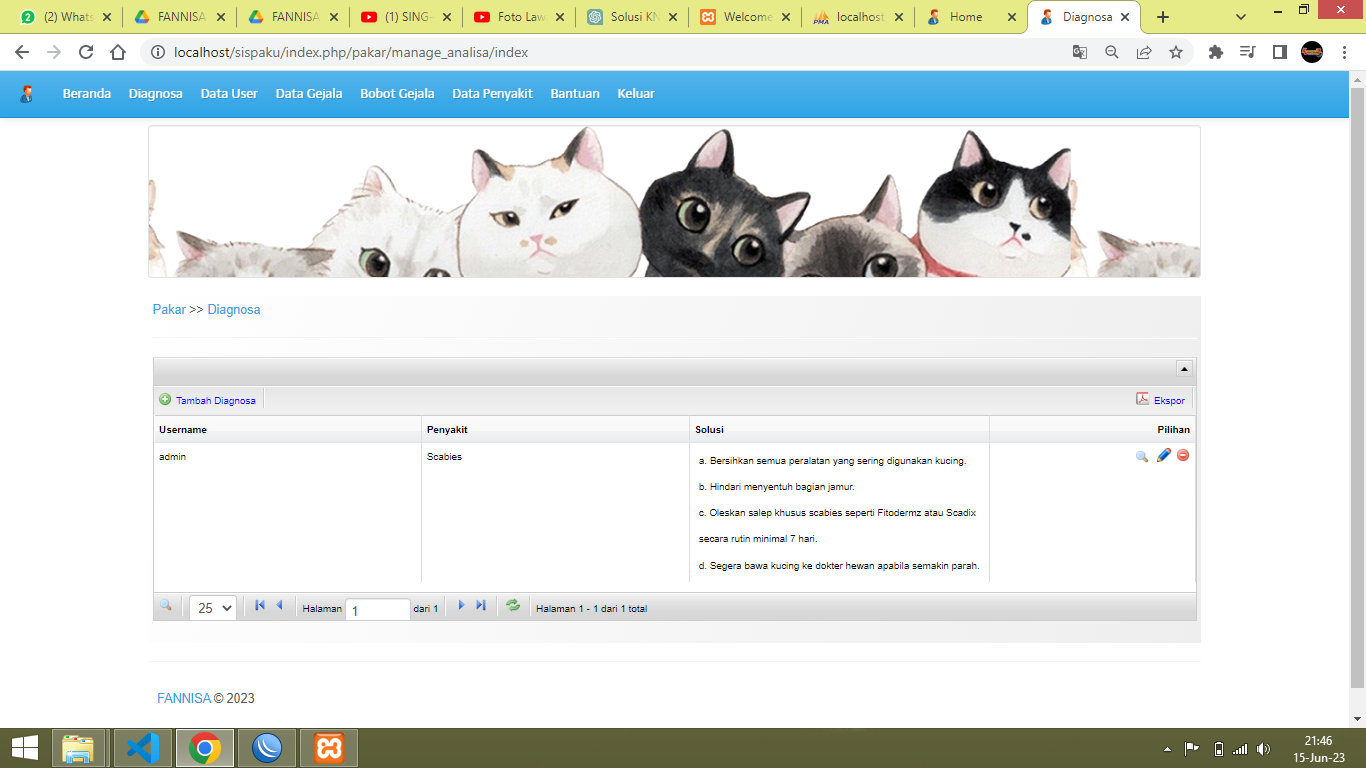 (2) Whats
FANNISA
FANNISA
(1) SING-
Foto Law
Solusi KN
Welcome
PMA
localhost
Home
Diagnosa
localhost/sispaku/index.php/pakar/manage_analisa/index
Beranda Diagnosa Data User Data Gejala Bobot Gejala Data Penyakit Bantuan Keluar
Pakar >> Diagnosa
Tambah Diagnosa
Ekspor
Username Penyakit Solusi Pilihan
admin Scabies
a. Bersihkan semua peralatan yang sering digunakan kucing.
b. Hindari menyentuh bagian jamur.
c. Oleskan salep khusus scabies seperti Fitodermz atau Scadix
secara rutin minimal 7 hari.
d. Segera bawa kucing ke dokter hewan apabila semakin parah.
25 Halaman 1 dari 1 Halaman 1 - 1 dari 1 total
FANNISA © 2023
21:46
15-Jun-23